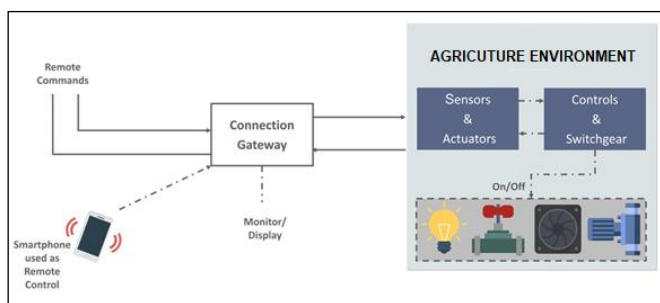 AGRICUTURE ENVIRONMENT
Remote
Commands
Sensors
&
Actuators
Controls
&
Switchgear
Connection
Gateway
On/Off
Monitor/
Display
Smartphone
used as
Remote
Control